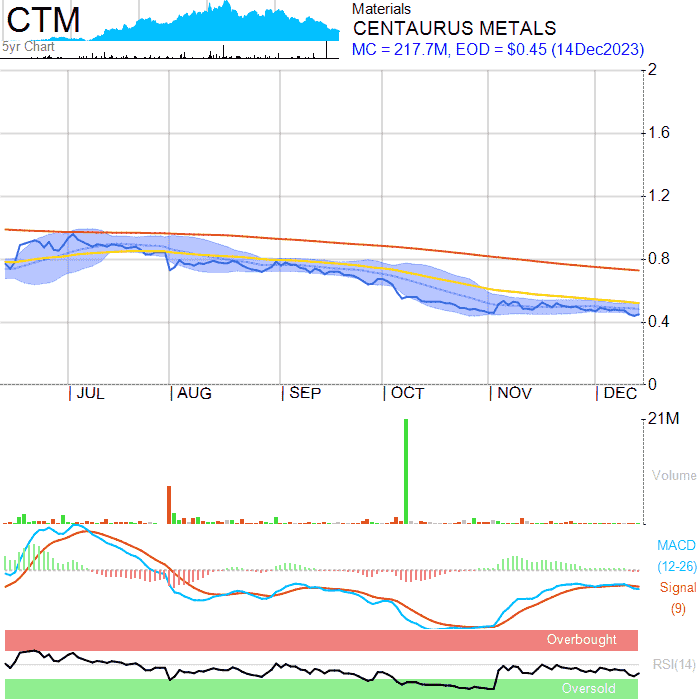 CTM
5yr Chart
Materials
CENTAURUS METALS
MC = 217.7M, EOD = $0.45 (14Dec2023)
2
1.6
1.2
0.8
0.4
0
JUL AUG SEP OCT NOV DEC
21M
Volume
MACD
(12-26)
Signal
(9)
Overbought
RSI(14)
Oversold